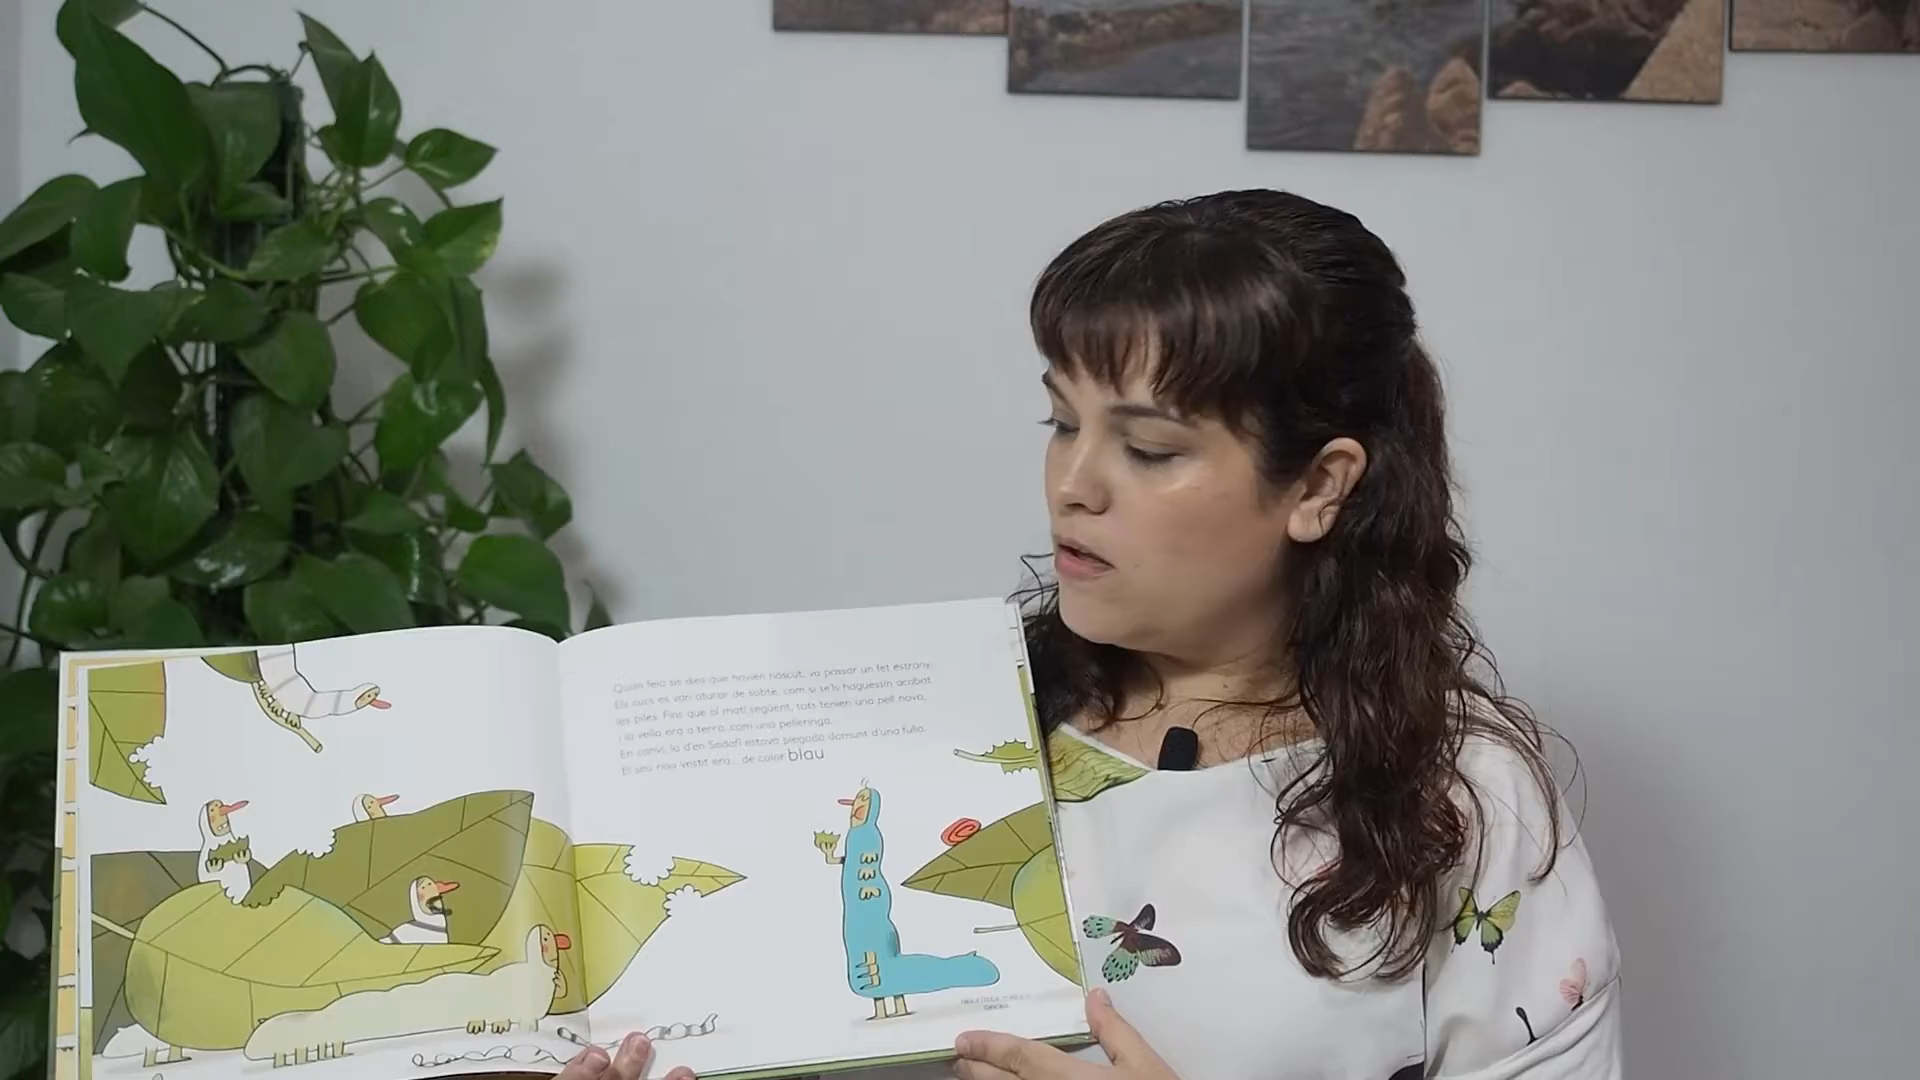 Quan feia sis dies que havien nascut, va passar un fet estrany.
Els cucs es van aturar de sobte, com si se'ls haguessin acabat
les piles. Fins que al matí següent, tots tenien una pell nova,
i la vella era a terra, com una pelleringa.
En canvi, la d'en Sedafí estava plegada damunt d'una fulla.
El seu nou vestit era... de color blau